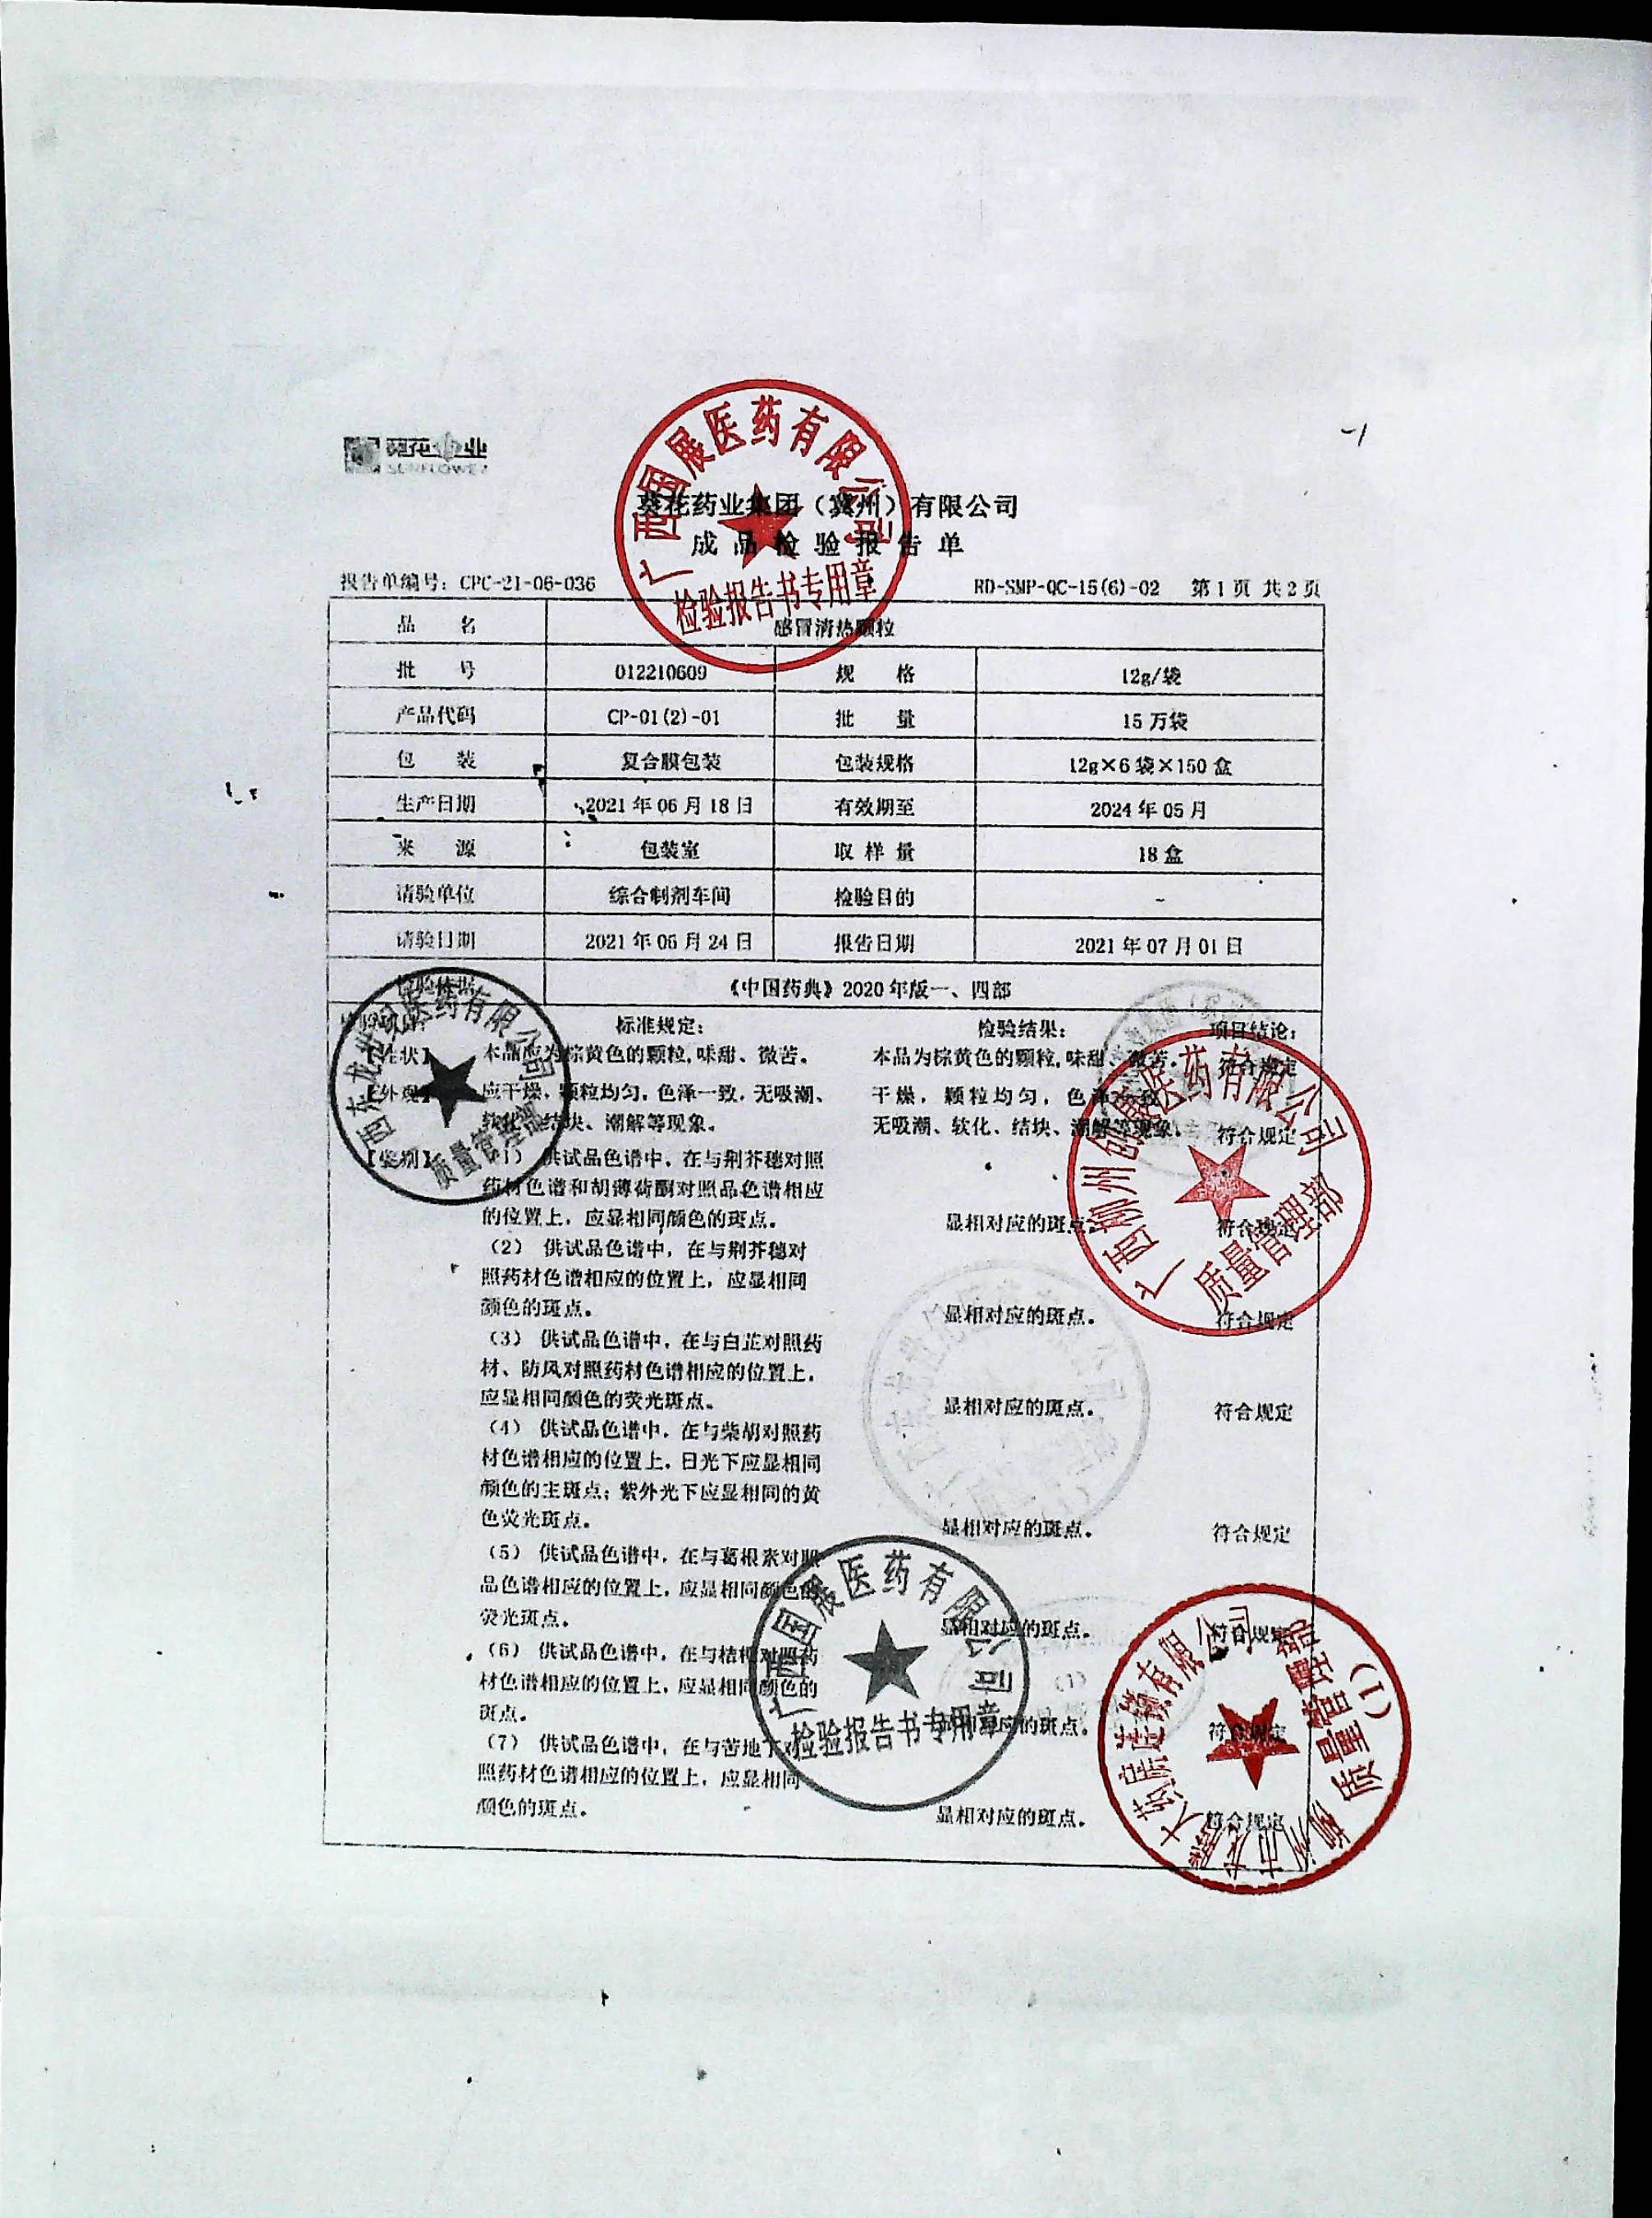 葵花药业
SUNFLOWER
葵花药业集团（冀州）有限公司
成品检验报告单
报告单编号：CPC-21-06-036 RD-SMP-QC-15(6)-02 第1页 共2页
品名 感冒清热颗粒
批号 012210609 规格 12g/袋
产品代码 CP-01(2)-01 批量 15万袋
包装 复合膜包装 包装规格 12g×6袋×150盒
生产日期 2021年06月18日 有效期至 2024年05月
来源 包装室 取样量 18盒
请验单位 综合制剂车间 检验目的 -
请验日期 2021年06月24日 报告日期 2021年07月01日
检验依据 《中国药典》2020年版一、四部
标准规定： 检验结果： 项目结论：
【性状】 本品应为棕黄色的颗粒，味甜、微苦。 本品为棕黄色的颗粒，味甜、微苦。 符合规定
【外观】 应干燥，颗粒均匀，色泽一致，无吸潮、 干燥，颗粒均匀，色泽一致，
软化、结块、潮解等现象。 无吸潮、软化、结块、潮解等现象。 符合规定
【鉴别】 （1） 供试品色谱中，在与荆芥穗对照
药材色谱和胡薄荷酮对照品色谱相应
的位置上，应显相同颜色的斑点。 显相对应的斑点。 符合规定
（2） 供试品色谱中，在与荆芥穗对
照药材色谱相应的位置上，应显相同
颜色的斑点。 显相对应的斑点。 符合规定
（3） 供试品色谱中，在与白芷对照药
材、防风对照药材色谱相应的位置上，
应显相同颜色的荧光斑点。 显相对应的斑点。 符合规定
（4） 供试品色谱中，在与柴胡对照药
材色谱相应的位置上，日光下应显相同
颜色的主斑点；紫外光下应显相同的黄
色荧光斑点。 显相对应的斑点。 符合规定
（5） 供试品色谱中，在与葛根素对照
品色谱相应的位置上，应显相同颜色的
荧光斑点。 显相对应的斑点。 符合规定
（6） 供试品色谱中，在与桔梗对照药
材色谱相应的位置上，应显相同颜色的
斑点。 显相对应的斑点。 符合规定
（7） 供试品色谱中，在与苦地丁对
照药材色谱相应的位置上，应显相同
颜色的斑点。 显相对应的斑点。 符合规定
广西国展医药有限公司
检验报告书专用章
医药有限公司
质量管理部
广西柳州创展医药有限公司
质量管理部
广西国展医药有限公司
检验报告书专用章
大药房连锁有限公司
质量管理部
（1）